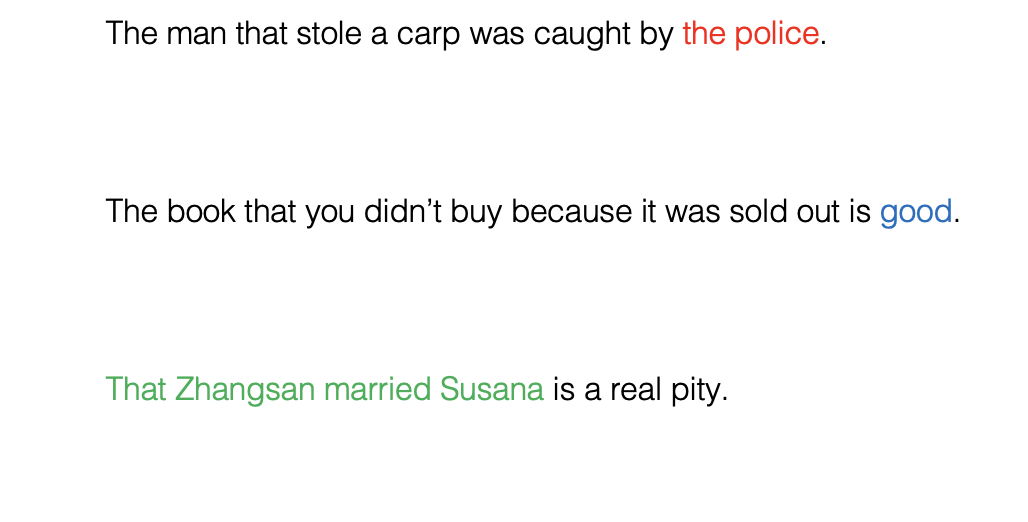 The man that stole a carp was caught by the police.
The book that you didn’t buy because it was sold out is good.
That Zhangsan married Susana is a real pity.